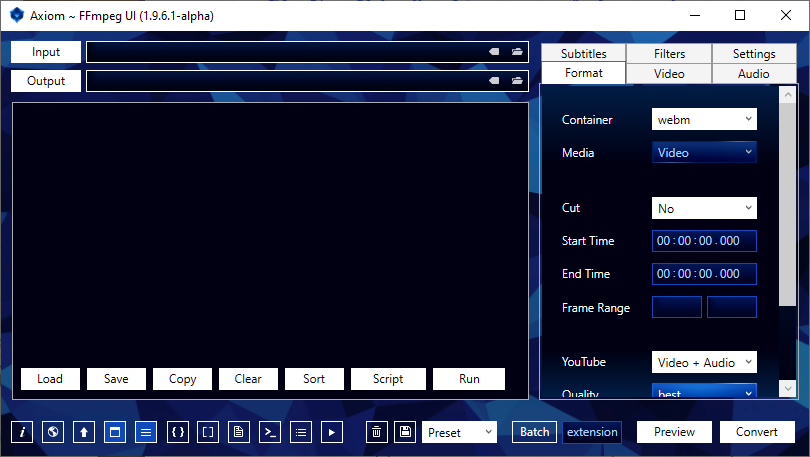 Axiom ~ FFmpeg UI (1.9.6.1-alpha)
Input
Output
Subtitles Filters Settings
Format Video Audio
Container webm
Media Video
Cut No
Start Time 00:00:00.000
End Time 00:00:00.000
Frame Range
YouTube Video + Audio
Quality best
Load Save Copy Clear Sort Script Run
Preset Batch extension Preview Convert